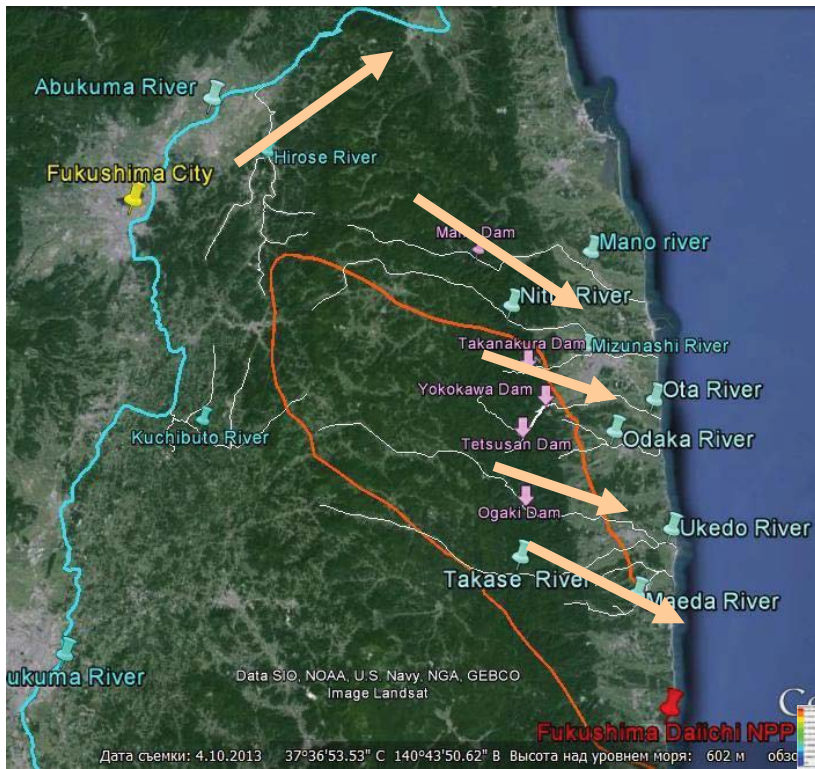 Abukuma River
Hirose River
Fukushima City
Dam
Mano river
River
Mizunashi River
Takanakura Dam
Yokokawa Dam
Ota River
Kuchibuto River
Tetsusan Dam
Odaka River
Ogaki Dam
Ukedo River
Takase River
Maeda River
ukuma River
Data SIO, NOAA, U.S. Navy, NGA, GEBCO
Image Landsat
Fukushima Daiichi NPP
Дата съемки: 4.10.2013 37°36'53.53" С 140°43'50.62" В Высота над уровнем моря: 602 м обзо